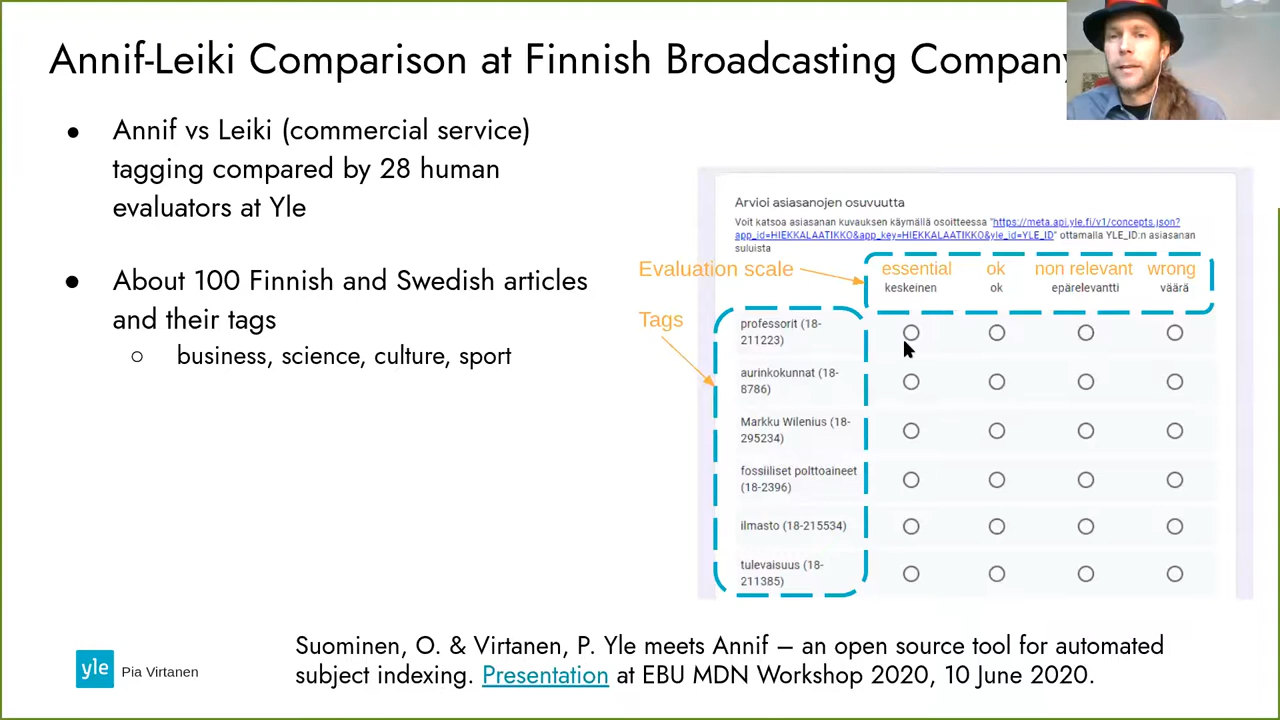 Annif-Leiki Comparison at Finnish Broadcasting Company
● Annif vs Leiki (commercial service)
tagging compared by 28 human
evaluators at Yle
● About 100 Finnish and Swedish articles
and their tags
○ business, science, culture, sport
Arvioi asiasanojen osuvuutta
Voit katsoa asiasanan kuvauksen käymällä osoitteessa "https://meta.api.yle.fi/v1/concepts.json?
app_id=HIEKKALAATIKKO&app_key=HIEKKALAATIKKO&yle_id=YLE_ID" ottamalla YLE_ID:n asiasanan
suluista
Evaluation scale
essential ok non relevant wrong
keskeinen ok epärelevantti väärä
Tags
professorit (18-
211223)
aurinkokunnat (18-
8786)
Markku Wilenius (18-
295234)
fossiiliset polttoaineet
(18-2396)
ilmasto (18-215534)
tulevaisuus (18-
211385)
yle Pia Virtanen
Suominen, O. & Virtanen, P. Yle meets Annif – an open source tool for automated
subject indexing. Presentation at EBU MDN Workshop 2020, 10 June 2020.